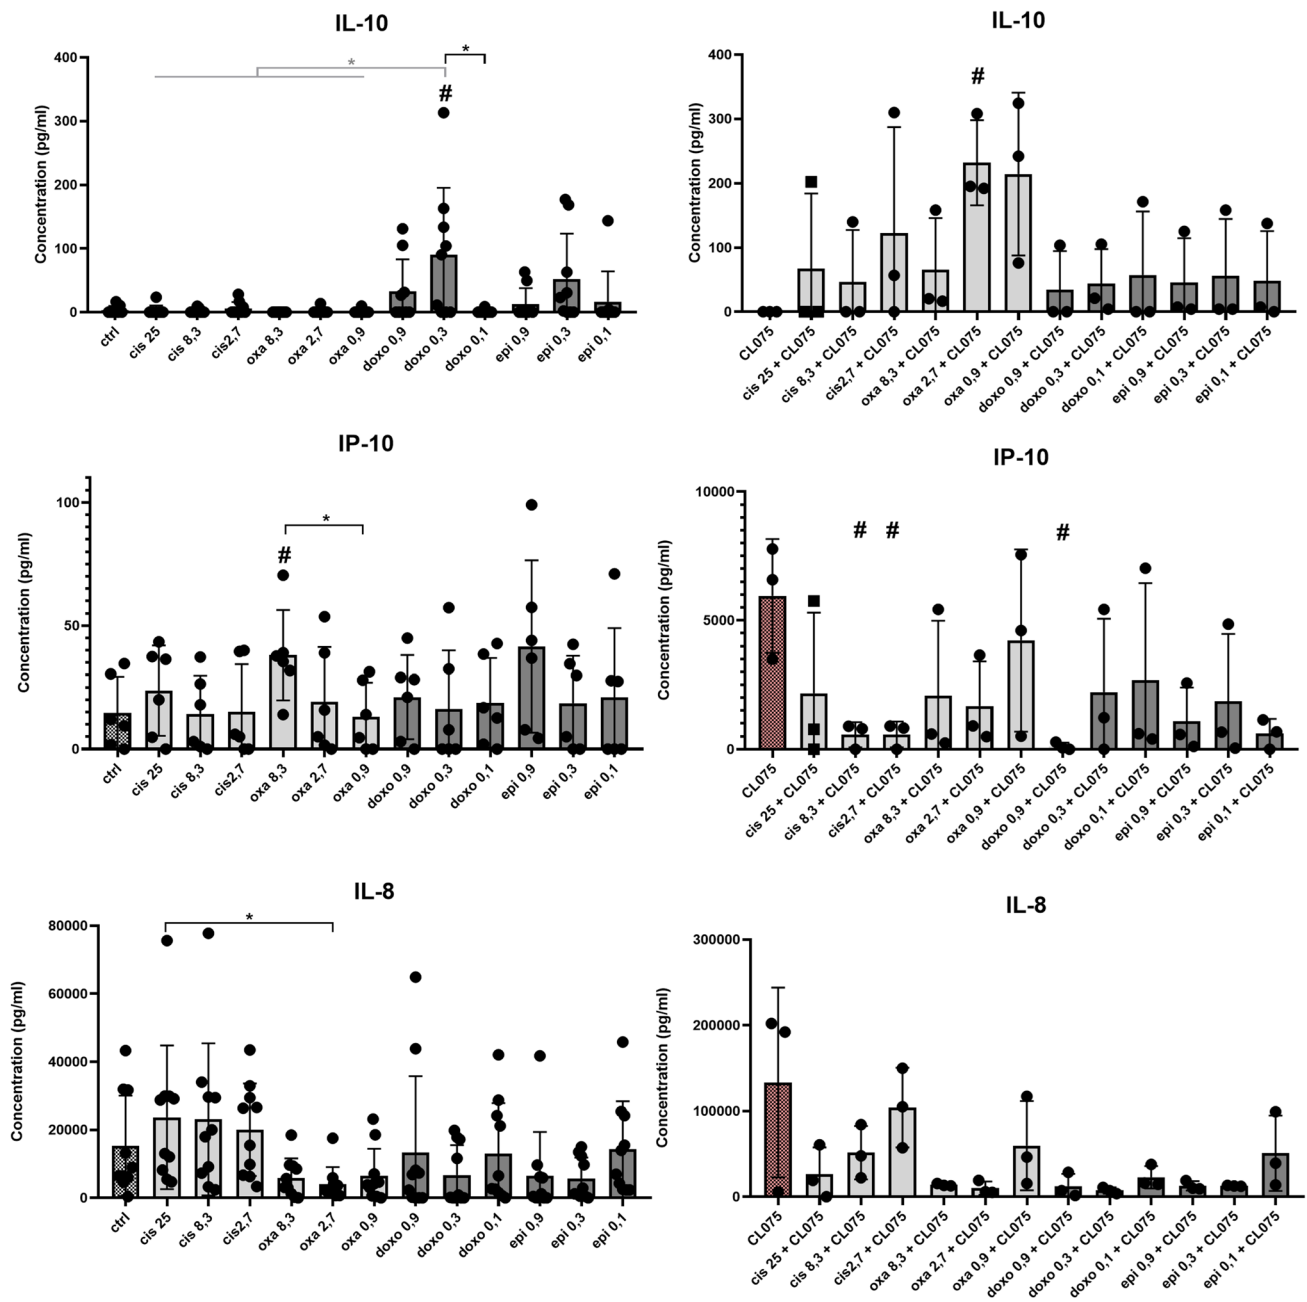 IL-10
400
300
200
100
0
Concentration (pg/ml)
*
*
#
ctrl
cis 25
cis 8,3
cis2,7
oxa 8,3
oxa 2,7
oxa 0,9
doxo 0,9
doxo 0,3
doxo 0,1
epi 0,9
epi 0,3
epi 0,1
IL-10
400
300
200
100
0
Concentration (pg/ml)
#
CL075
cis 25 + CL075
cis 8,3 + CL075
cis2,7 + CL075
oxa 8,3 + CL075
oxa 2,7 + CL075
oxa 0,9 + CL075
doxo 0,9 + CL075
doxo 0,3 + CL075
doxo 0,1 + CL075
epi 0,9 + CL075
epi 0,3 + CL075
epi 0,1 + CL075
IP-10
100
50
0
Concentration (pg/ml)
*
#
ctrl
cis 25
cis 8,3
cis2,7
oxa 8,3
oxa 2,7
oxa 0,9
doxo 0,9
doxo 0,3
doxo 0,1
epi 0,9
epi 0,3
epi 0,1
IP-10
10000
5000
0
Concentration (pg/ml)
#
#
#
CL075
cis 25 + CL075
cis 8,3 + CL075
cis2,7 + CL075
oxa 8,3 + CL075
oxa 2,7 + CL075
oxa 0,9 + CL075
doxo 0,9 + CL075
doxo 0,3 + CL075
doxo 0,1 + CL075
epi 0,9 + CL075
epi 0,3 + CL075
epi 0,1 + CL075
IL-8
80000
60000
40000
20000
0
Concentration (pg/ml)
*
ctrl
cis 25
cis 8,3
cis2,7
oxa 8,3
oxa 2,7
oxa 0,9
doxo 0,9
doxo 0,3
doxo 0,1
epi 0,9
epi 0,3
epi 0,1
IL-8
300000
200000
100000
0
Concentration (pg/ml)
CL075
cis 25 + CL075
cis 8,3 + CL075
cis2,7 + CL075
oxa 8,3 + CL075
oxa 2,7 + CL075
oxa 0,9 + CL075
doxo 0,9 + CL075
doxo 0,3 + CL075
doxo 0,1 + CL075
epi 0,9 + CL075
epi 0,3 + CL075
epi 0,1 + CL075